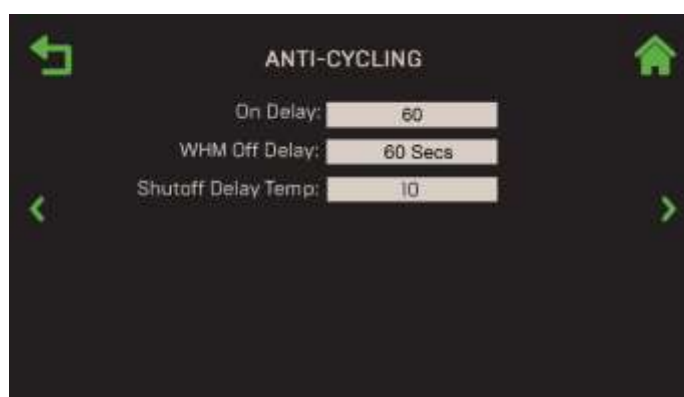 ANTI-CYCLING
On Delay: 60
WHM Off Delay: 60 Secs
Shutoff Delay Temp: 10